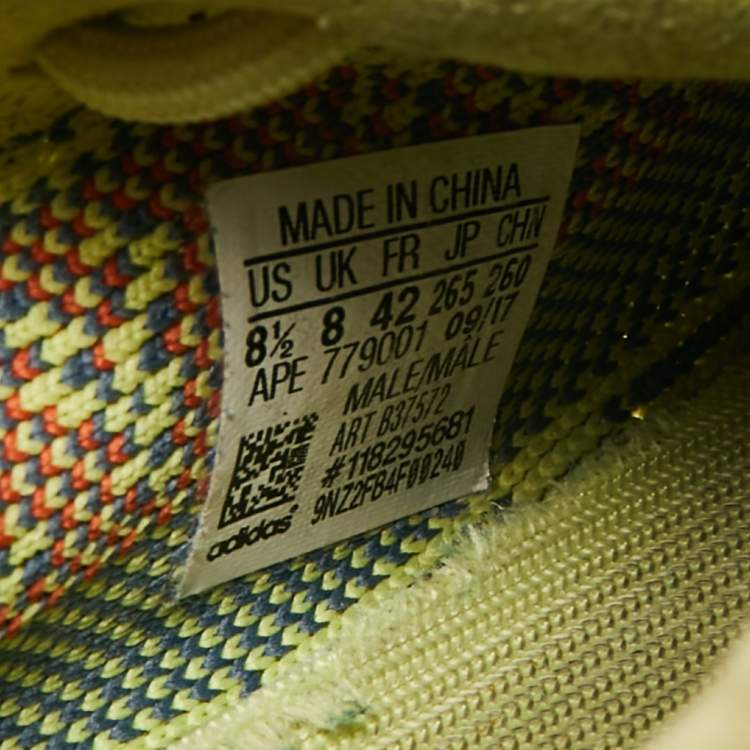 MADE IN CHINA
US UK FR JP CHN
8½ 8 42 265 260
APE 779001 09/17
MALE/MÂLE
ART B37572
#118295681
9NZ2FB4F00240
adidas